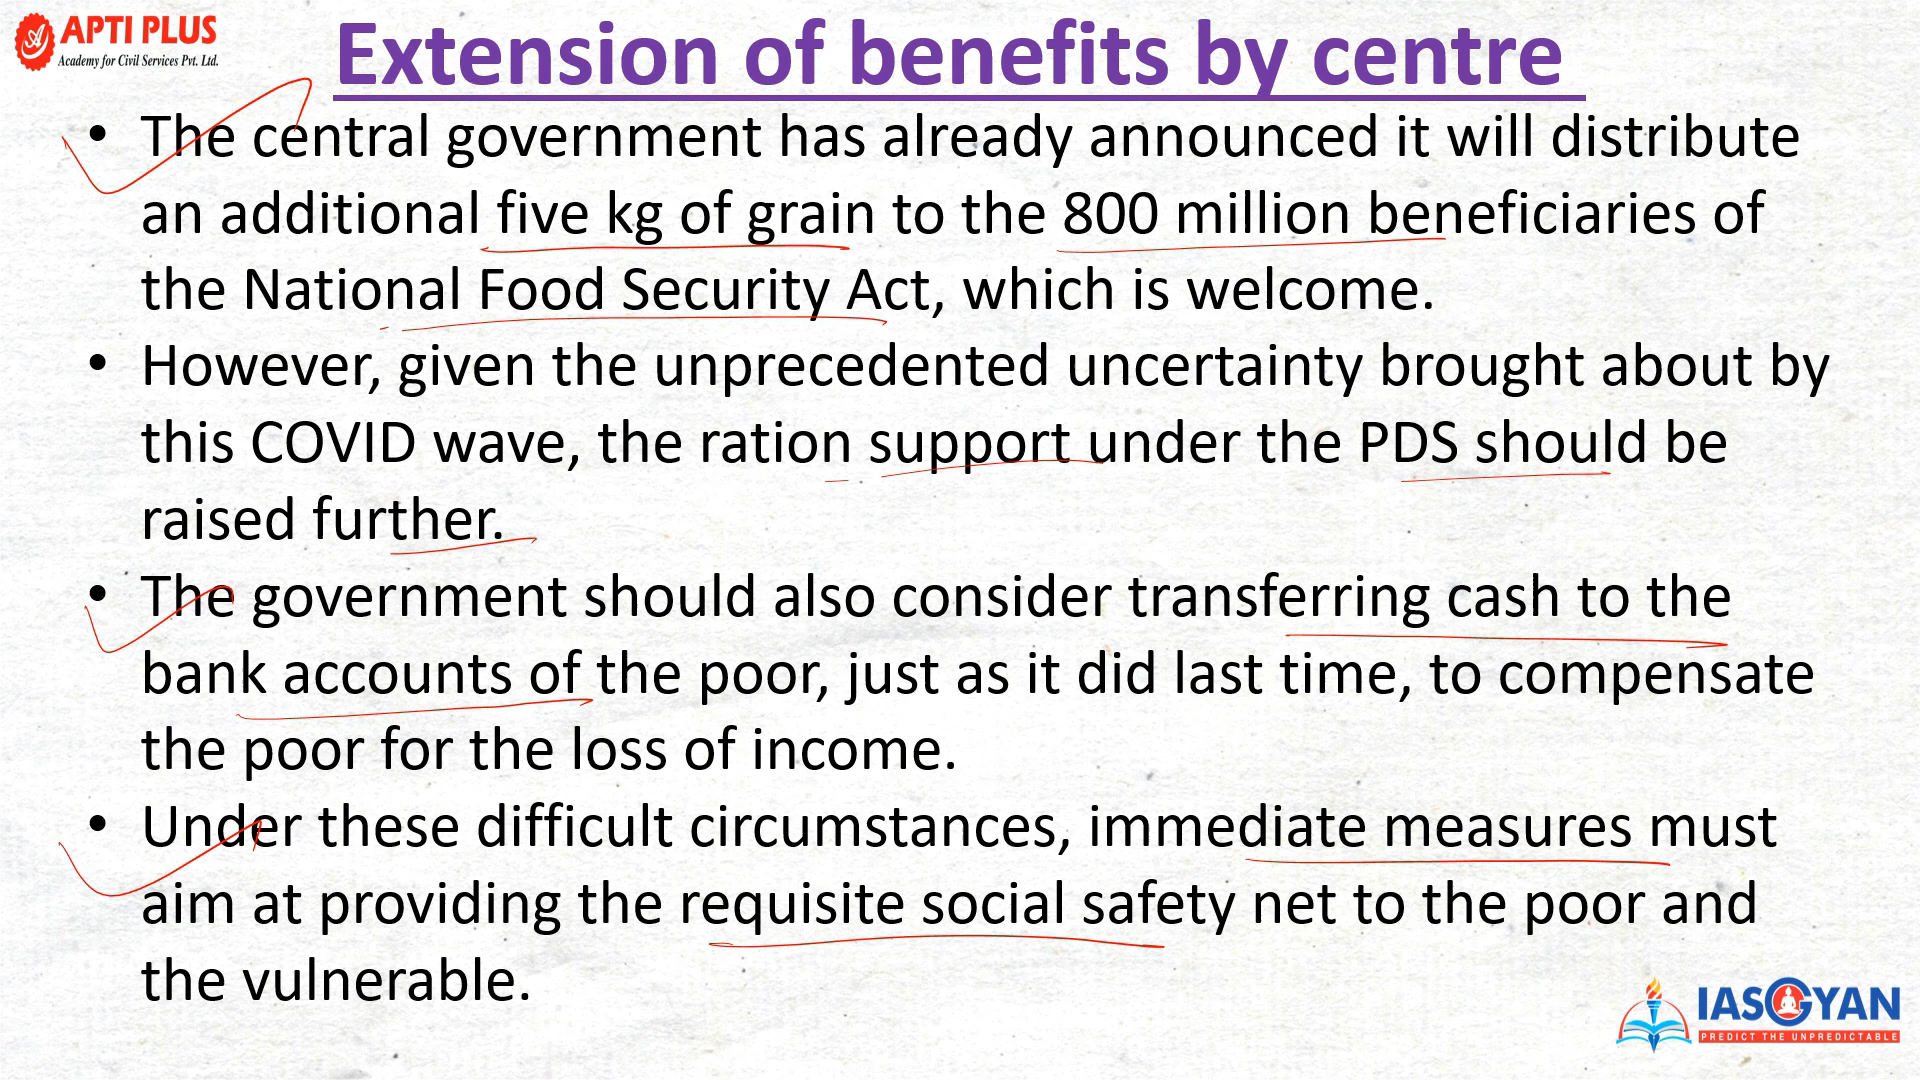 APTI PLUS
Academy for Civil Services Pvt. Ltd.
Extension of benefits by centre
• The central government has already announced it will distribute
an additional five kg of grain to the 800 million beneficiaries of
the National Food Security Act, which is welcome.
• However, given the unprecedented uncertainty brought about by
this COVID wave, the ration support under the PDS should be
raised further.
• The government should also consider transferring cash to the
bank accounts of the poor, just as it did last time, to compensate
the poor for the loss of income.
• Under these difficult circumstances, immediate measures must
aim at providing the requisite social safety net to the poor and
the vulnerable.
IASGYAN
PREDICT THE UNPREDICTABLE